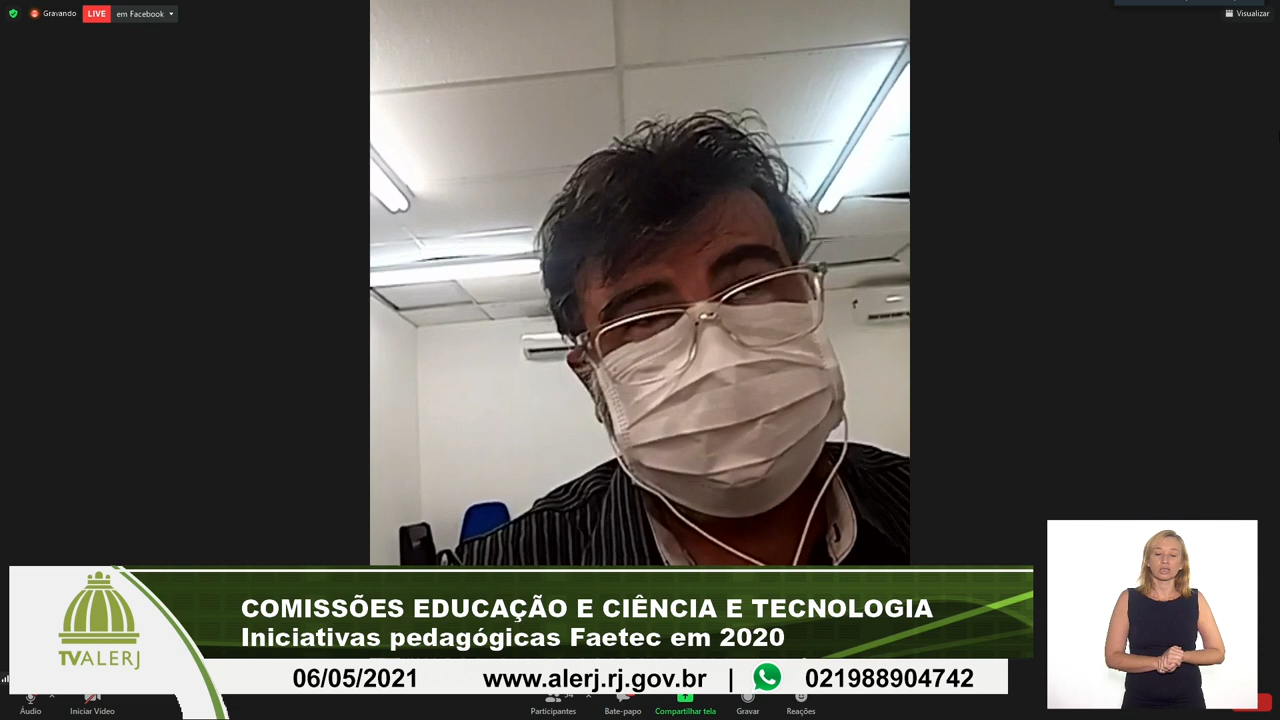 Gravando
LIVE em Facebook
Visualizar
COMISSÕES EDUCAÇÃO E CIÊNCIA E TECNOLOGIA
Iniciativas pedagógicas Faetec em 2020
TVALERJ
06/05/2021 www.alerj.rj.gov.br | 021988904742
Áudio
Iniciar Vídeo
Participantes
Bate-papo
Compartilhar tela
Gravar
Reações